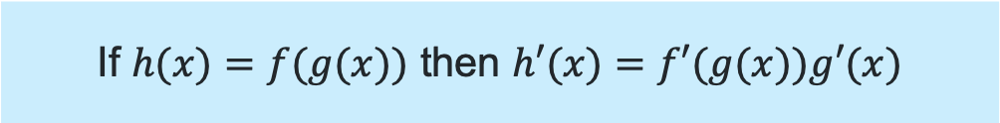 If h(x) = f(g(x)) then h′(x) = f′(g(x))g′(x)